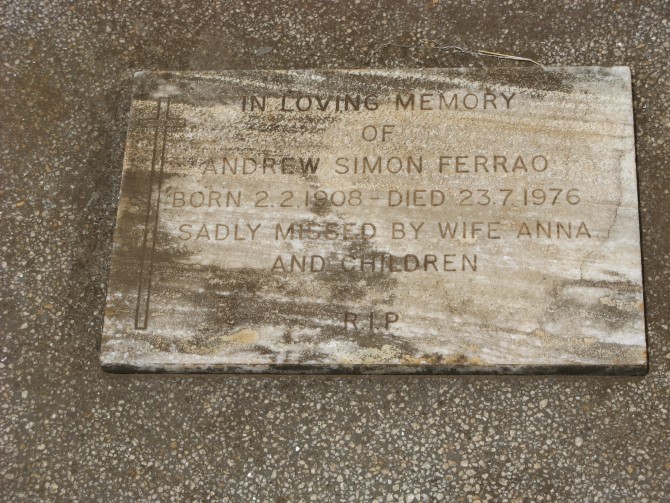 IN LOVING MEMORY
OF
ANDREW SIMON FERRAO
BORN 2.2.1908 - DIED 23.7.1976
SADLY MISSED BY WIFE ANNA
AND CHILDREN
R.I.P